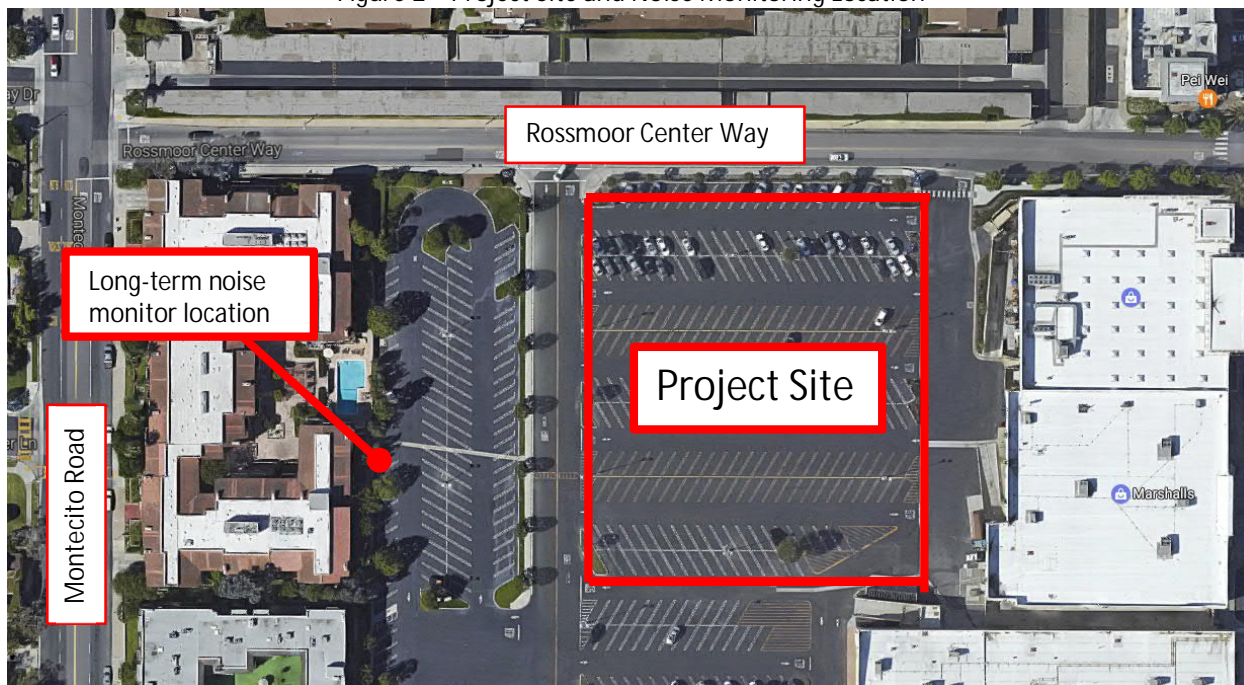 Rossmoor Center Way
Pei Wei
Rossmoor Center Way
Long-term noise
monitor location
Project Site
Montecito Road
Marshalls